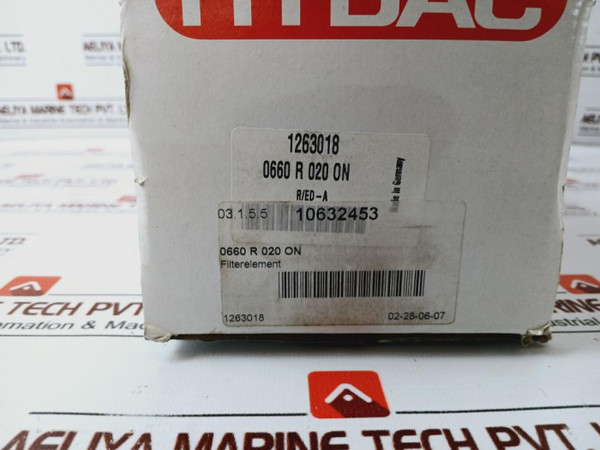 HYDAC
1263018
0660 R 020 ON
R/ED-A
Made in Germany
03.1.5.5 10632453
0660 R 020 ON
Filterelement
1263018 02-28-06-07
AELIYA MARINE TECH PVT. LTD.